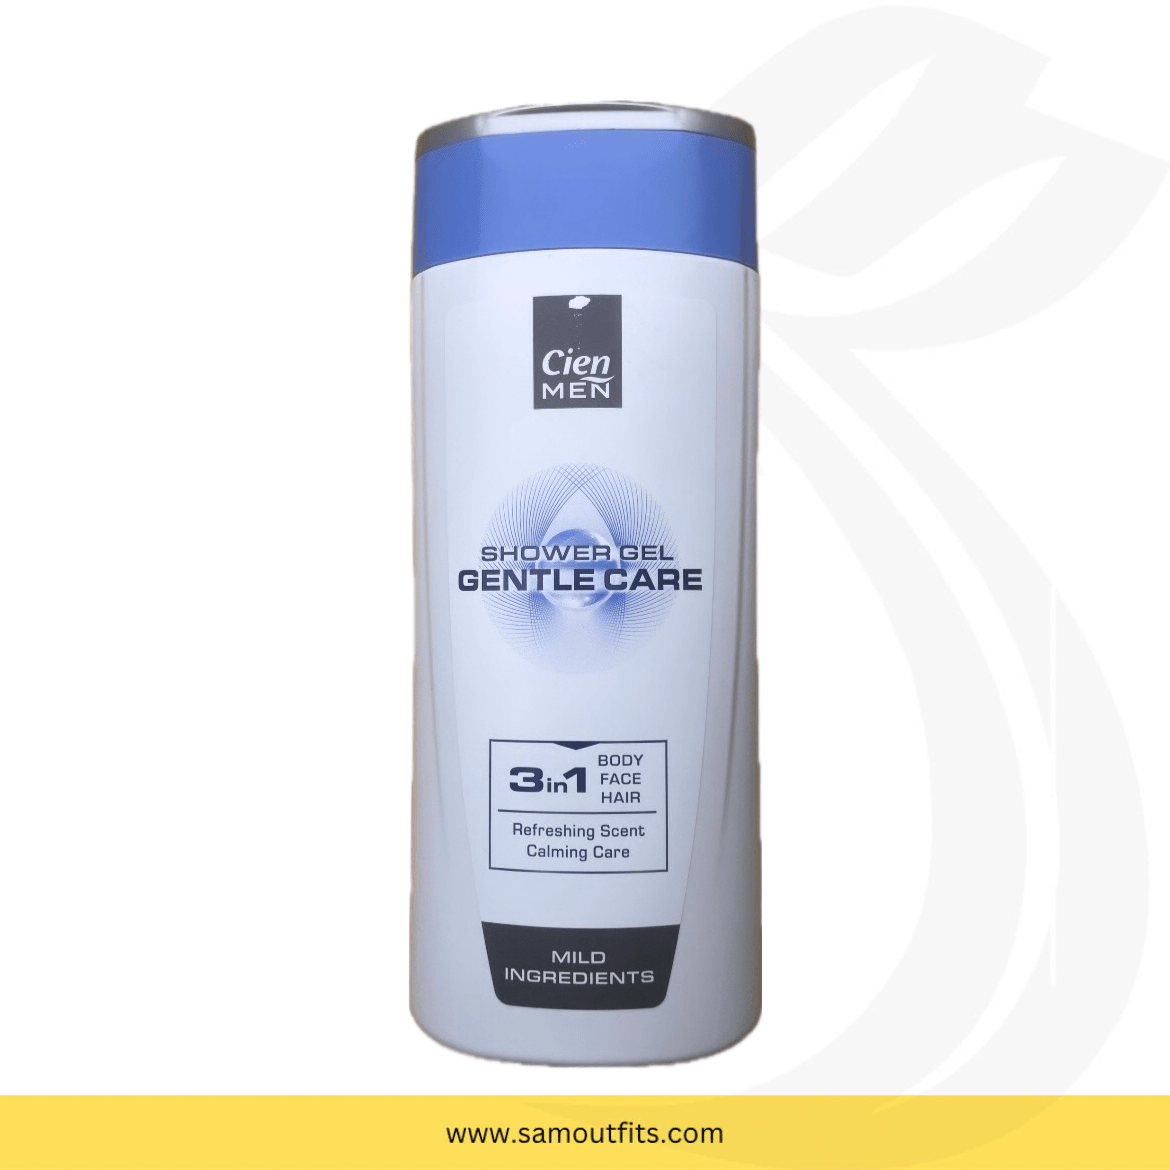 Cien
MEN
SHOWER GEL
GENTLE CARE
3in1
BODY
FACE
HAIR
Refreshing Scent
Calming Care
MILD
INGREDIENTS
www.samoutfits.com